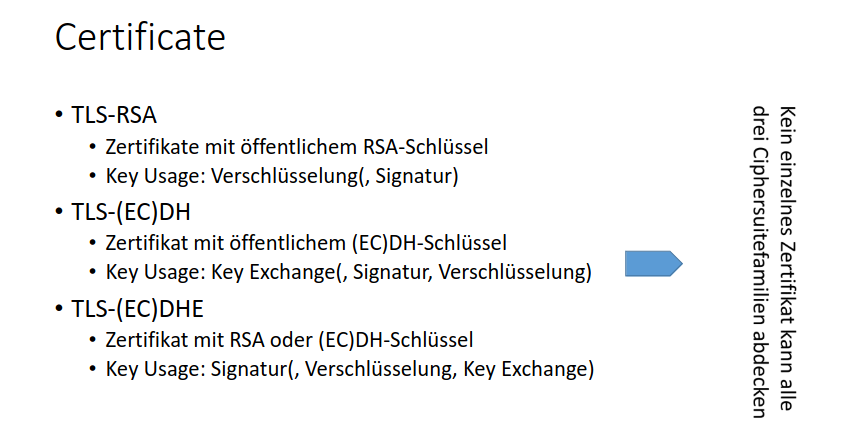 Certificate
• TLS-RSA
• Zertifikate mit öffentlichem RSA-Schlüssel
• Key Usage: Verschlüsselung(, Signatur)
• TLS-(EC)DH
• Zertifikat mit öffentlichem (EC)DH-Schlüssel
• Key Usage: Key Exchange(, Signatur, Verschlüsselung)
• TLS-(EC)DHE
• Zertifikat mit RSA oder (EC)DH-Schlüssel
• Key Usage: Signatur(, Verschlüsselung, Key Exchange)
Kein einzelnes Zertifikat kann alle
drei Ciphersuitefamilien abdecken